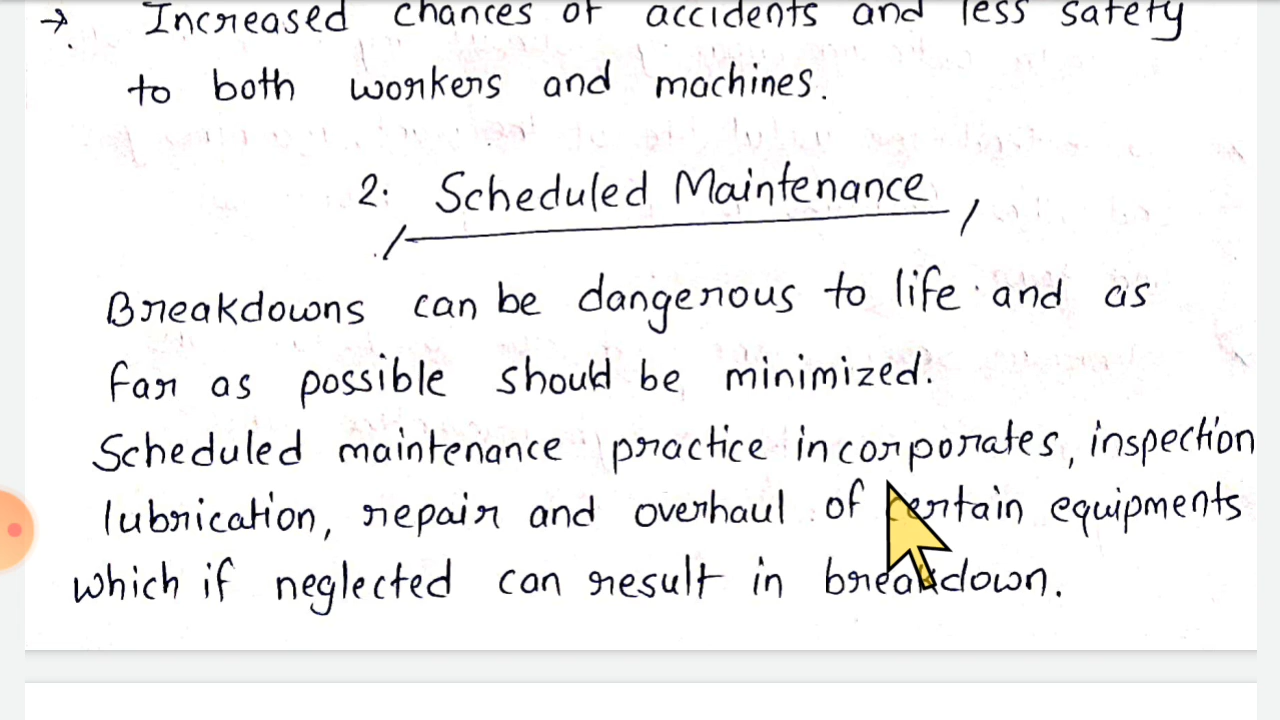 → Increased chances of accidents and less safety
to both workers and machines.
2. Scheduled Maintenance
Breakdowns can be dangerous to life and as
far as possible should be minimized.
Scheduled maintenance practice incorporates, inspection
lubrication, repair and overhaul of certain equipments
which if neglected can result in breakdown.